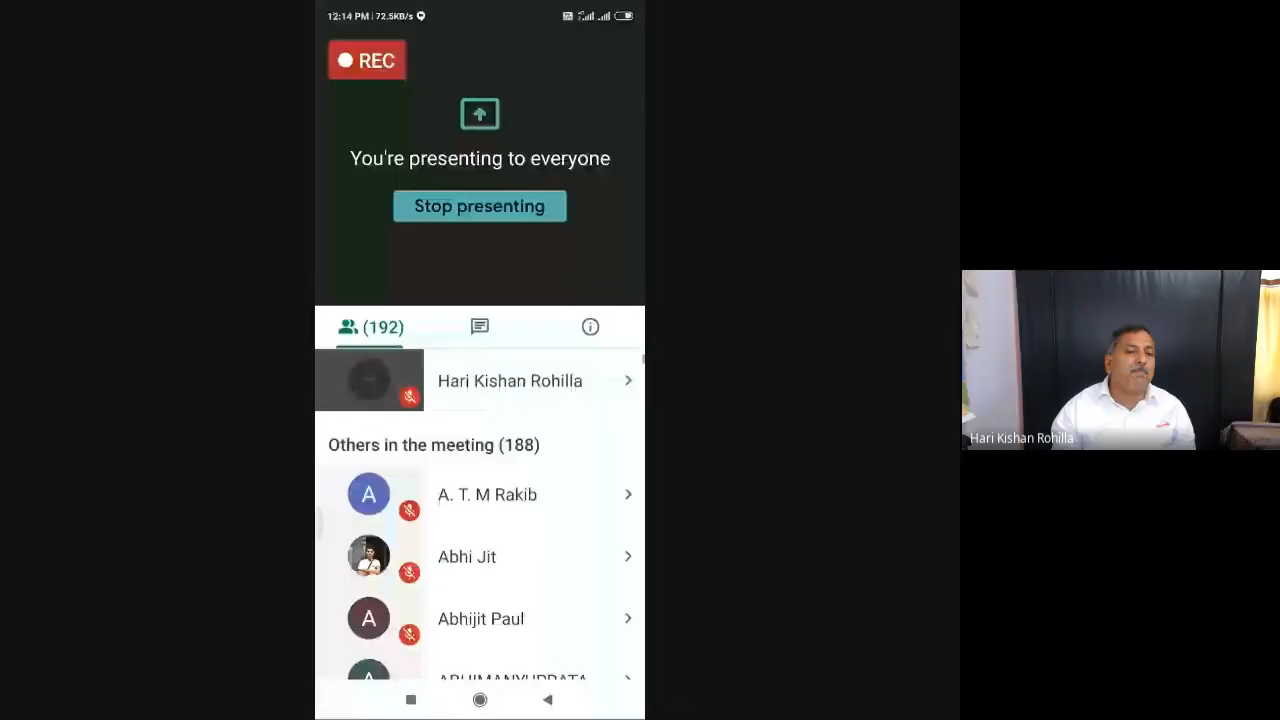 12:14 PM | 72.5KB/s
REC
You're presenting to everyone
Stop presenting
(192)
Hari Kishan Rohilla
Others in the meeting (188)
A
A. T. M Rakib
Abhi Jit
A
Abhijit Paul
A
Hari Kishan Rohilla